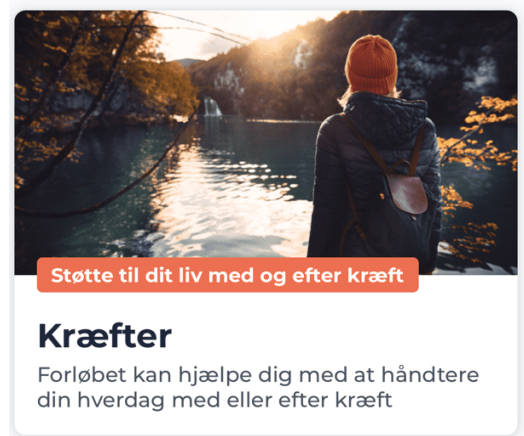 Støtte til dit liv med og efter kræft
Kræfter
Forløbet kan hjælpe dig med at håndtere
din hverdag med eller efter kræft